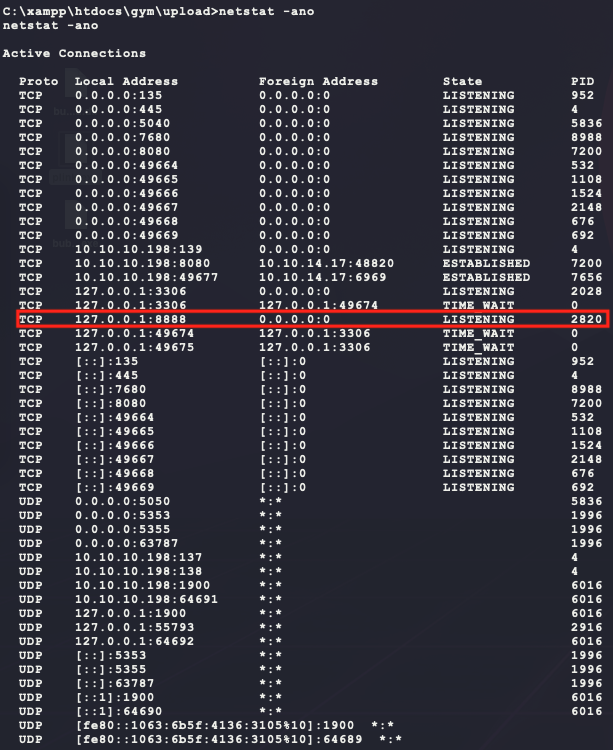 C:\xampp\htdocs\gym\upload>netstat -ano
netstat -ano
Active Connections
Proto Local Address Foreign Address State PID
TCP 0.0.0.0:135 0.0.0.0:0 LISTENING 952
TCP 0.0.0.0:445 0.0.0.0:0 LISTENING 4
TCP 0.0.0.0:5040 0.0.0.0:0 LISTENING 5836
TCP 0.0.0.0:7680 0.0.0.0:0 LISTENING 8988
TCP 0.0.0.0:8080 0.0.0.0:0 LISTENING 7200
TCP 0.0.0.0:49664 0.0.0.0:0 LISTENING 532
TCP 0.0.0.0:49665 0.0.0.0:0 LISTENING 1108
TCP 0.0.0.0:49666 0.0.0.0:0 LISTENING 1524
TCP 0.0.0.0:49667 0.0.0.0:0 LISTENING 2148
TCP 0.0.0.0:49668 0.0.0.0:0 LISTENING 676
TCP 0.0.0.0:49669 0.0.0.0:0 LISTENING 692
TCP 10.10.10.198:139 0.0.0.0:0 LISTENING 4
TCP 10.10.10.198:8080 10.10.14.17:48820 ESTABLISHED 7200
TCP 10.10.10.198:49677 10.10.14.17:6969 ESTABLISHED 7656
TCP 127.0.0.1:3306 0.0.0.0:0 LISTENING 2028
TCP 127.0.0.1:3306 127.0.0.1:49674 TIME_WAIT 0
TCP 127.0.0.1:8888 0.0.0.0:0 LISTENING 2820
TCP 127.0.0.1:49674 127.0.0.1:3306 TIME_WAIT 0
TCP 127.0.0.1:49675 127.0.0.1:3306 TIME_WAIT 0
TCP [::]:135 [::]:0 LISTENING 952
TCP [::]:445 [::]:0 LISTENING 4
TCP [::]:7680 [::]:0 LISTENING 8988
TCP [::]:8080 [::]:0 LISTENING 7200
TCP [::]:49664 [::]:0 LISTENING 532
TCP [::]:49665 [::]:0 LISTENING 1108
TCP [::]:49666 [::]:0 LISTENING 1524
TCP [::]:49667 [::]:0 LISTENING 2148
TCP [::]:49668 [::]:0 LISTENING 676
TCP [::]:49669 [::]:0 LISTENING 692
UDP 0.0.0.0:5050 *:* 5836
UDP 0.0.0.0:5353 *:* 1996
UDP 0.0.0.0:5355 *:* 1996
UDP 0.0.0.0:63787 *:* 1996
UDP 10.10.10.198:137 *:* 4
UDP 10.10.10.198:138 *:* 4
UDP 10.10.10.198:1900 *:* 6016
UDP 10.10.10.198:64691 *:* 6016
UDP 127.0.0.1:1900 *:* 6016
UDP 127.0.0.1:55793 *:* 2916
UDP 127.0.0.1:64692 *:* 6016
UDP [::]:5353 *:* 1996
UDP [::]:5355 *:* 1996
UDP [::]:63787 *:* 1996
UDP [::1]:1900 *:* 6016
UDP [::1]:64690 *:* 6016
UDP [fe80::1063:6b5f:4136:3105%10]:1900 *:*
UDP [fe80::1063:6b5f:4136:3105%10]:64689 *:*